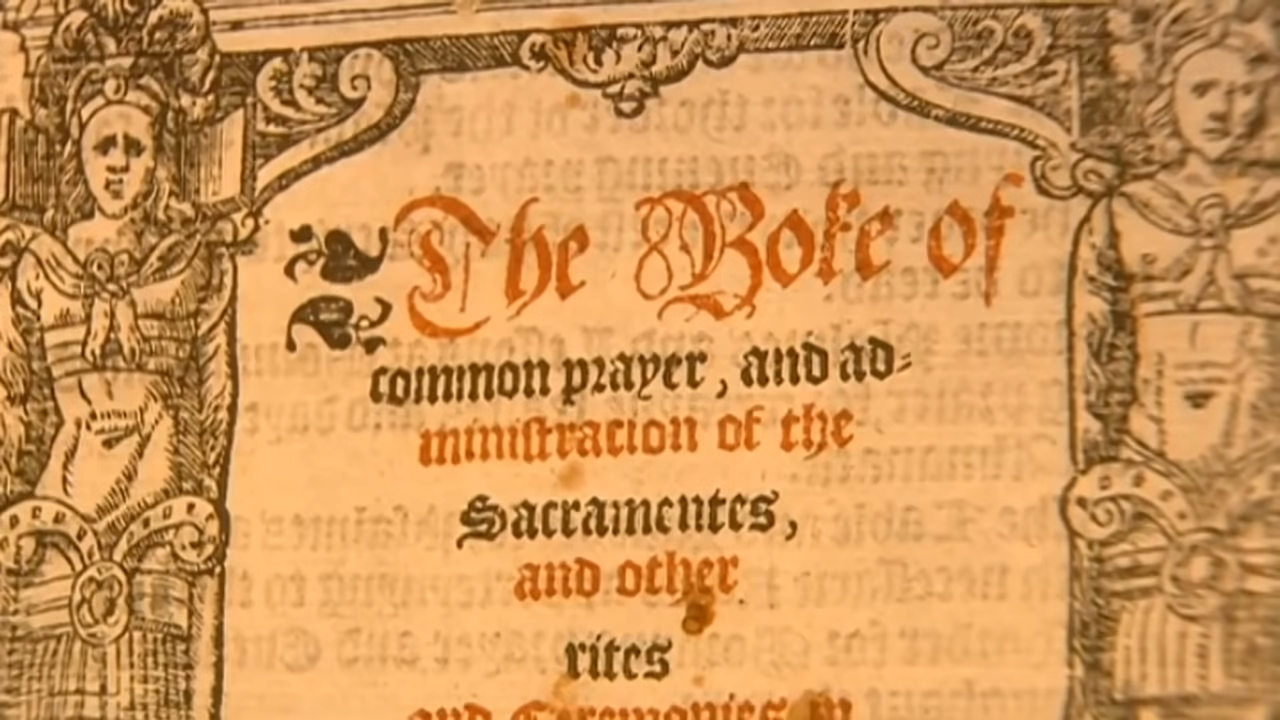 The Boke of
common prayer, and ad=
ministracion of the
Sacramentes,
and other
rites
and Ceremonies in